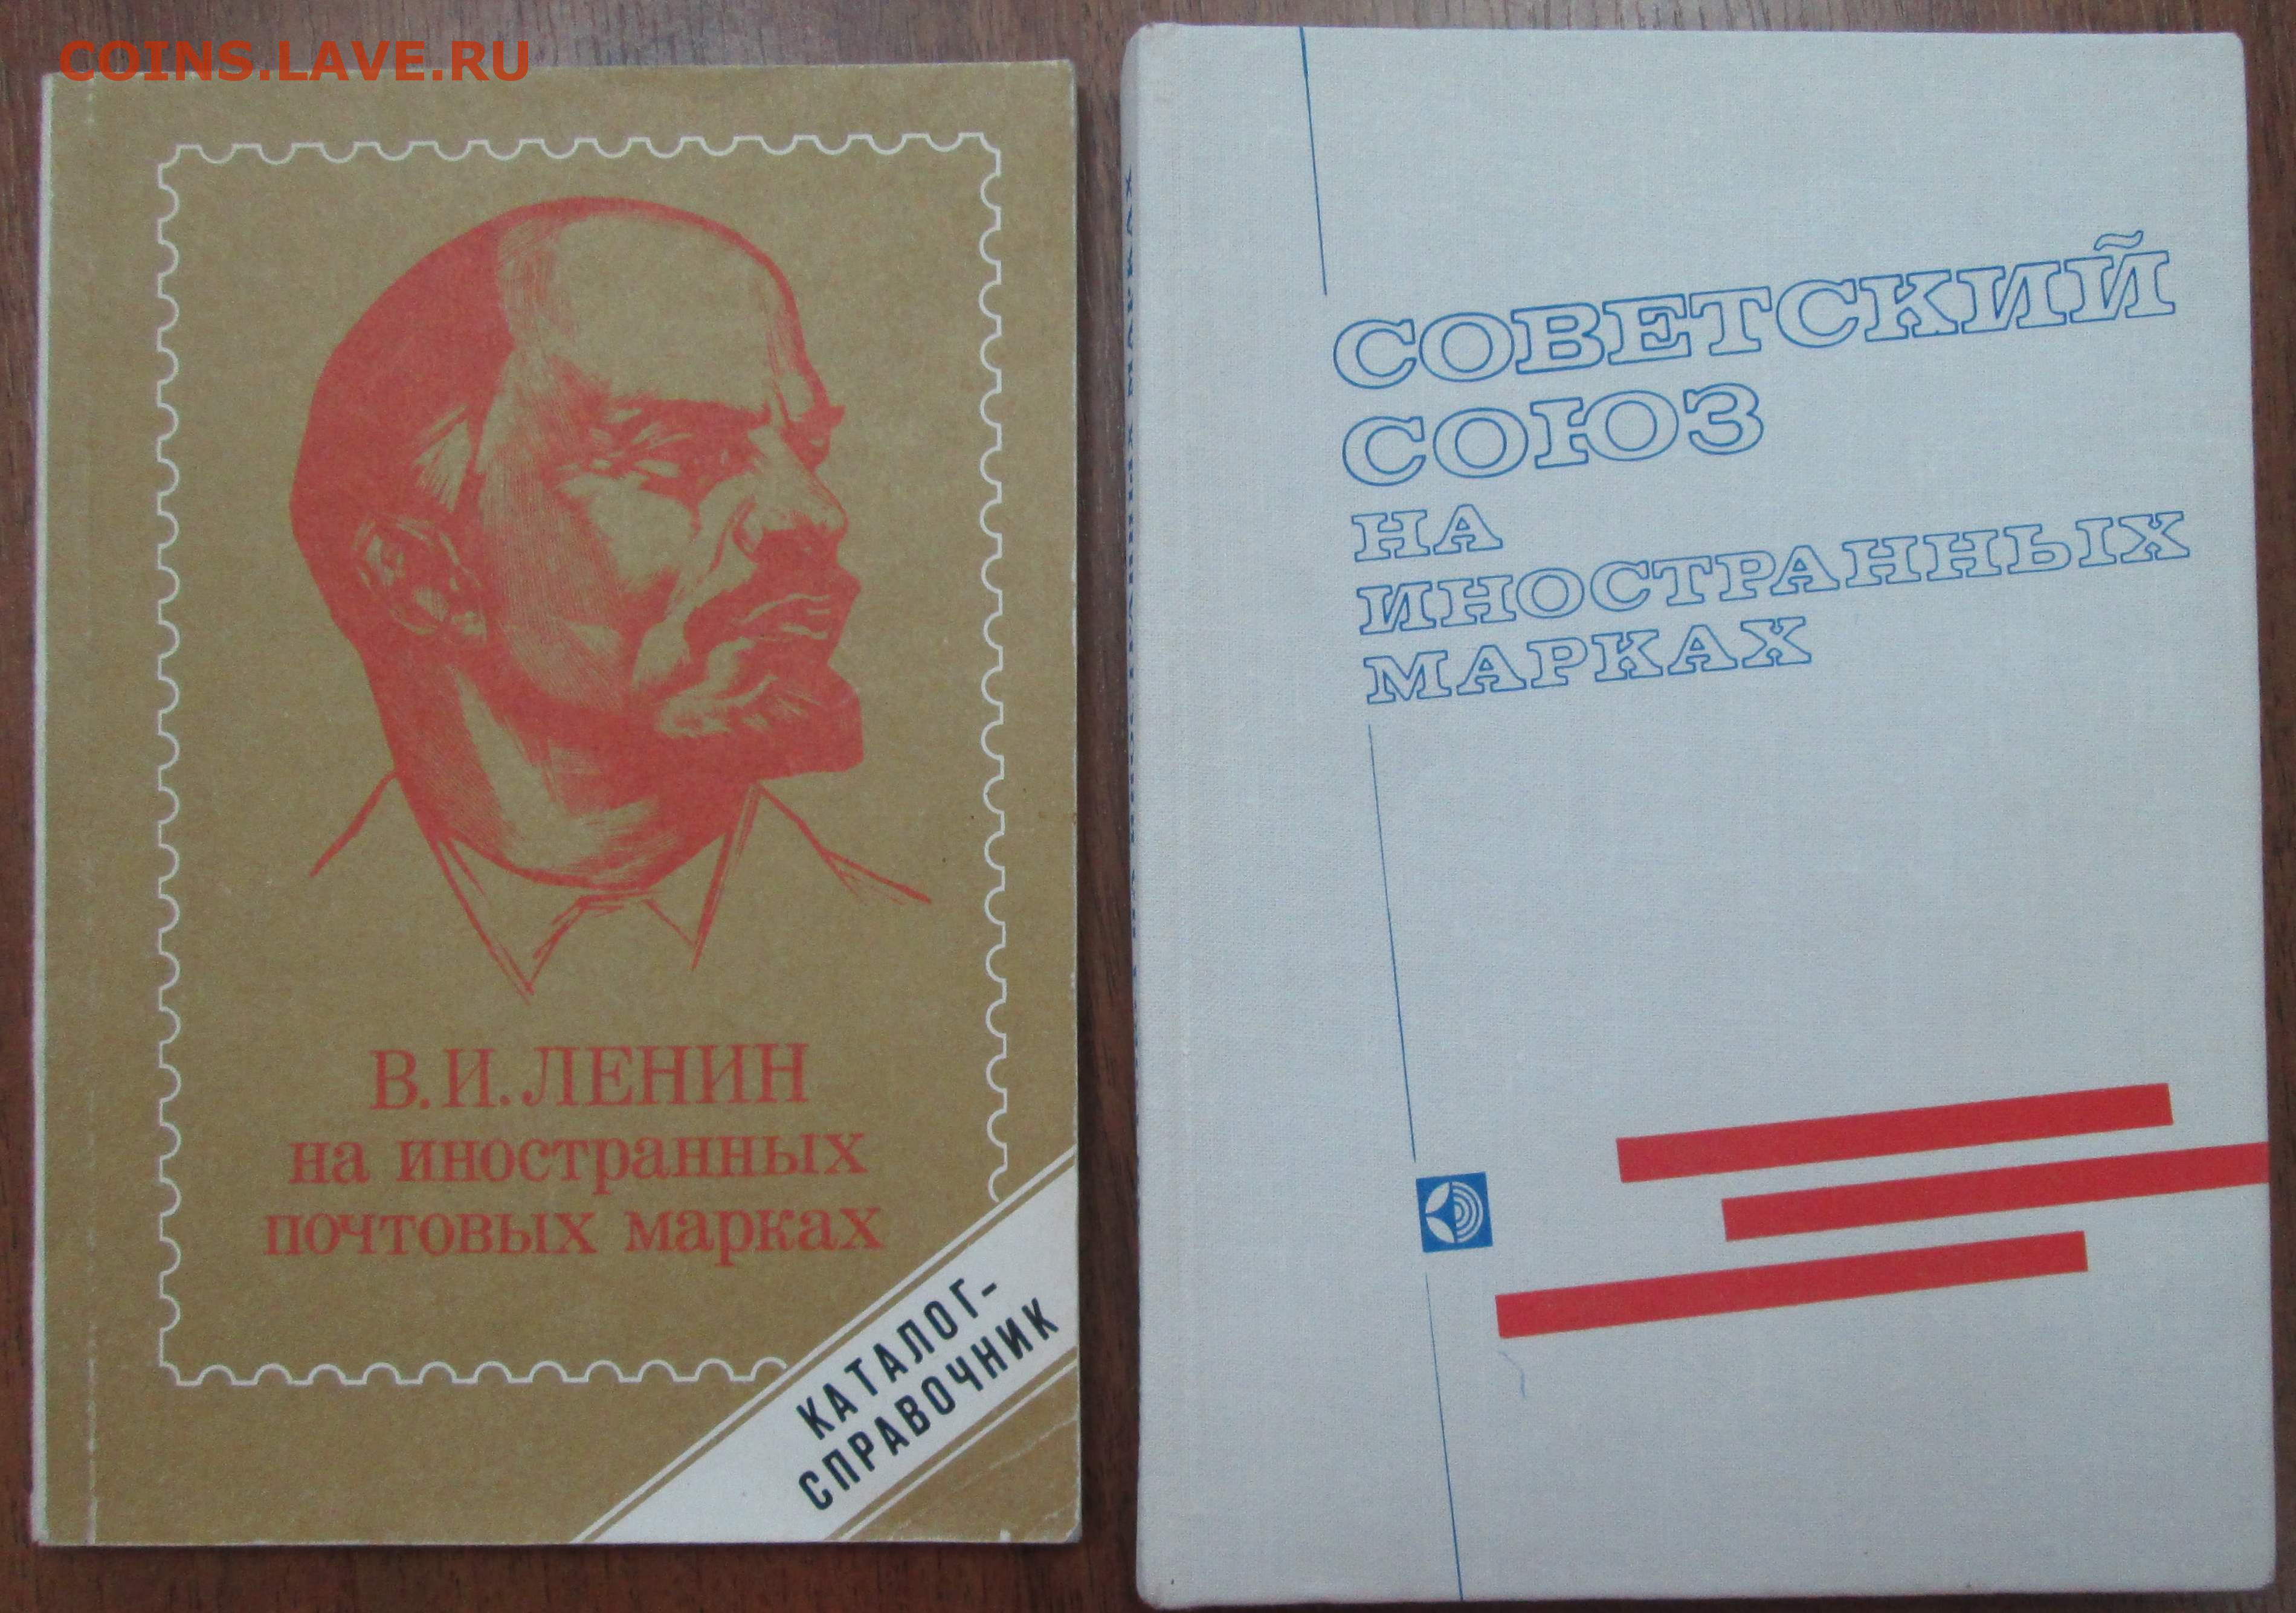 COINS.LAVE.RU
В.И.ЛЕНИН
на иностранных
почтовых марках
КАТАЛОГ-
СПРАВОЧНИК
СОВЕТСКИЙ
СОЮЗ
НА
ИНОСТРАННЫХ
МАРКАХ